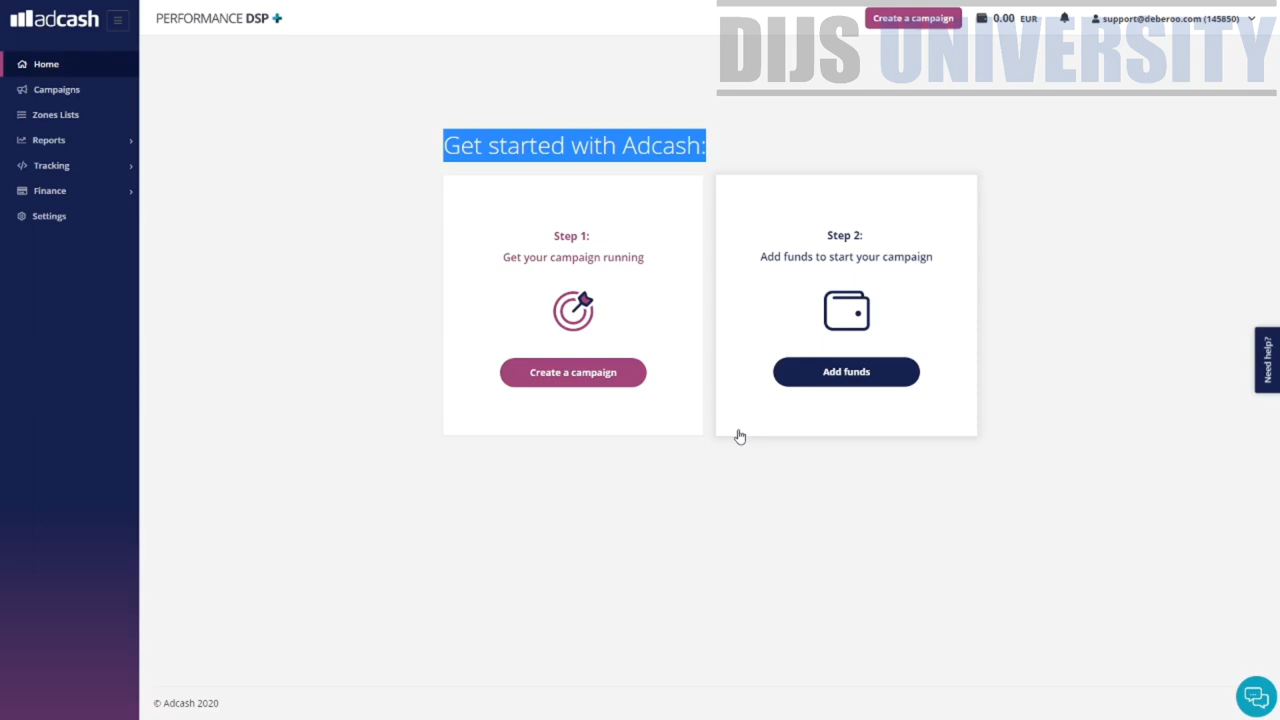 adcash
PERFORMANCE DSP
Create a campaign
0.00 EUR
support@deberoo.com (145850)
DIJS UNIVERSITY
Home
Campaigns
Zones Lists
Reports
Tracking
Finance
Settings
Get started with Adcash:
Step 1:
Get your campaign running
Create a campaign
Step 2:
Add funds to start your campaign
Add funds
Need help?
© Adcash 2020